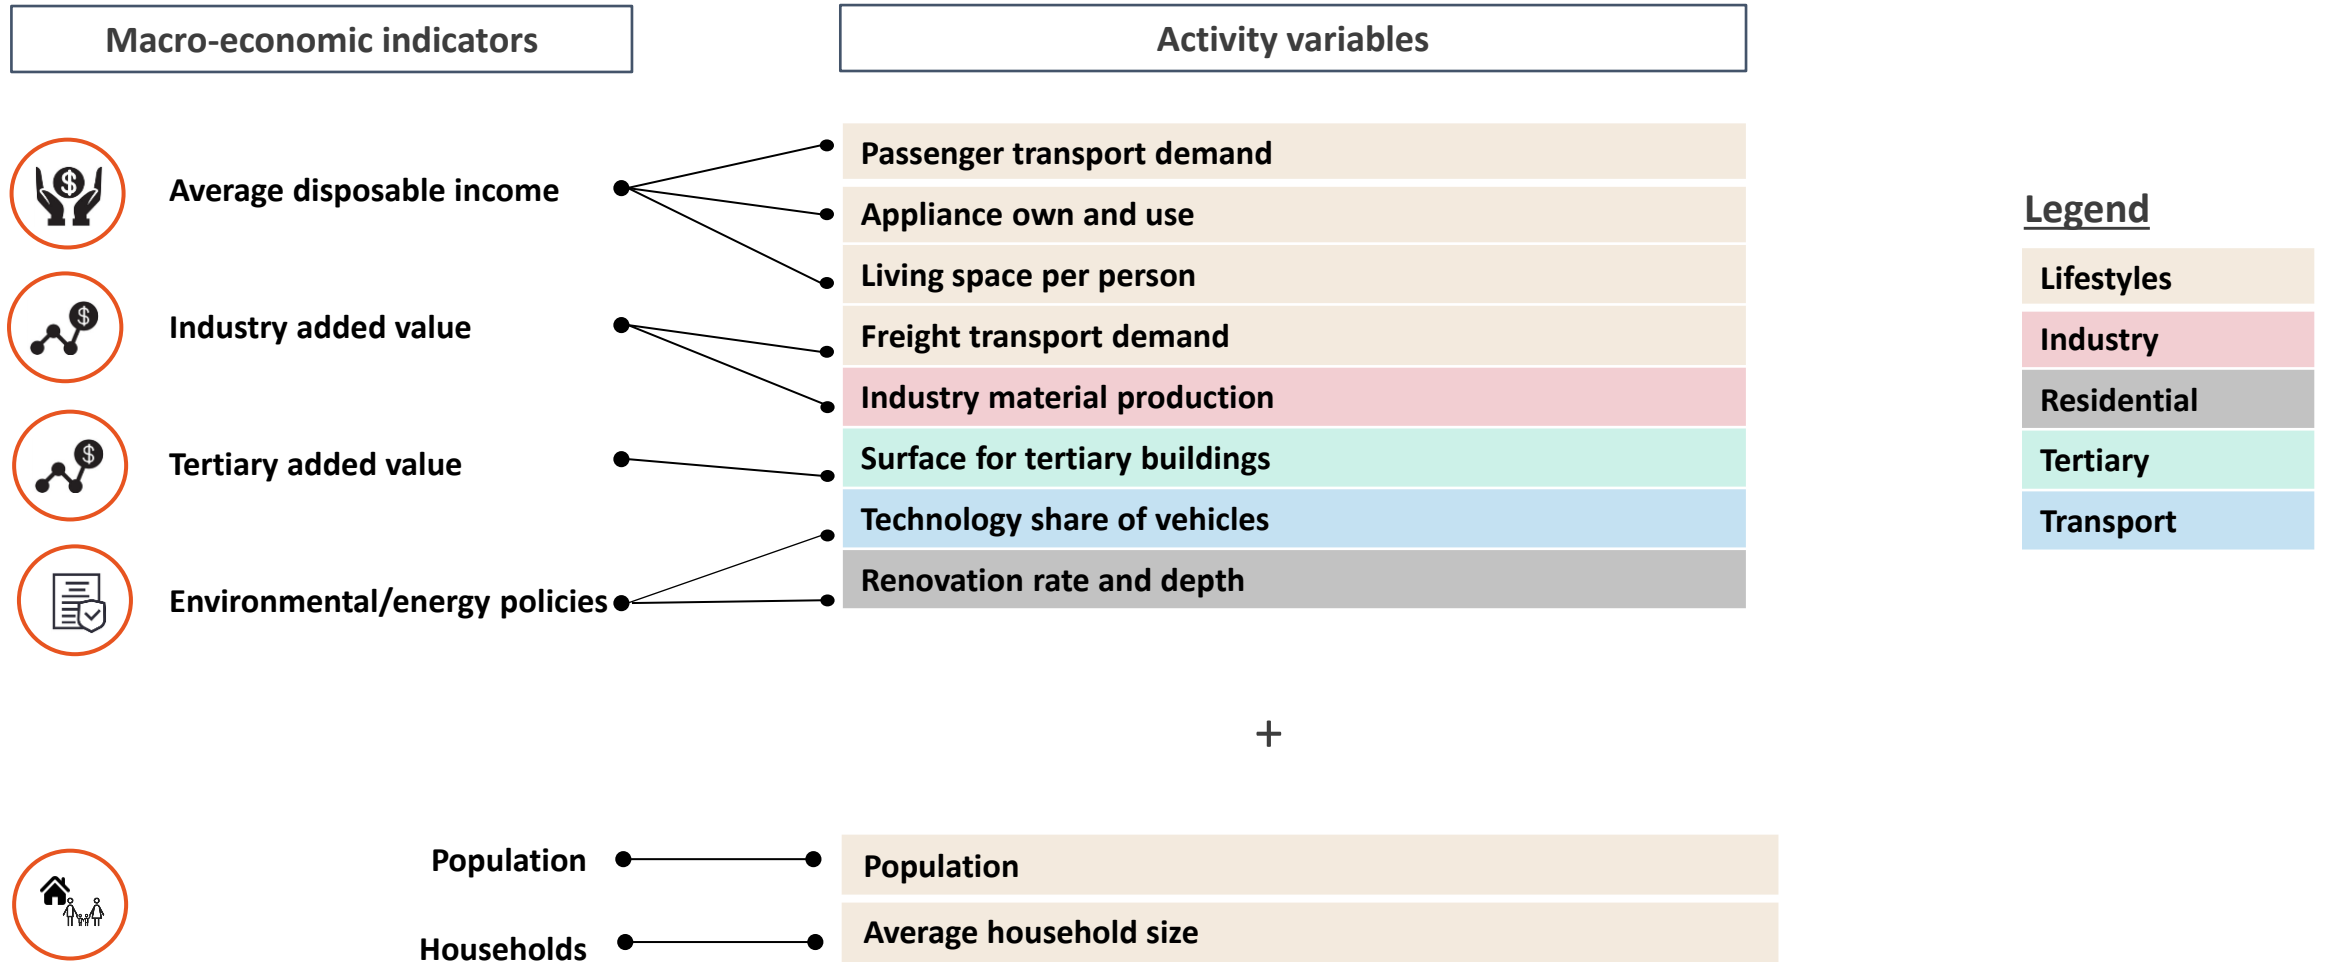 Macro-economic indicators
Activity variables
Average disposable income
Industry added value
Tertiary added value
Environmental/energy policies
Passenger transport demand
Appliance own and use
Living space per person
Freight transport demand
Industry material production
Surface for tertiary buildings
Technology share of vehicles
Renovation rate and depth
Legend
Lifestyles
Industry
Residential
Tertiary
Transport
+
Population
Households
Population
Average household size